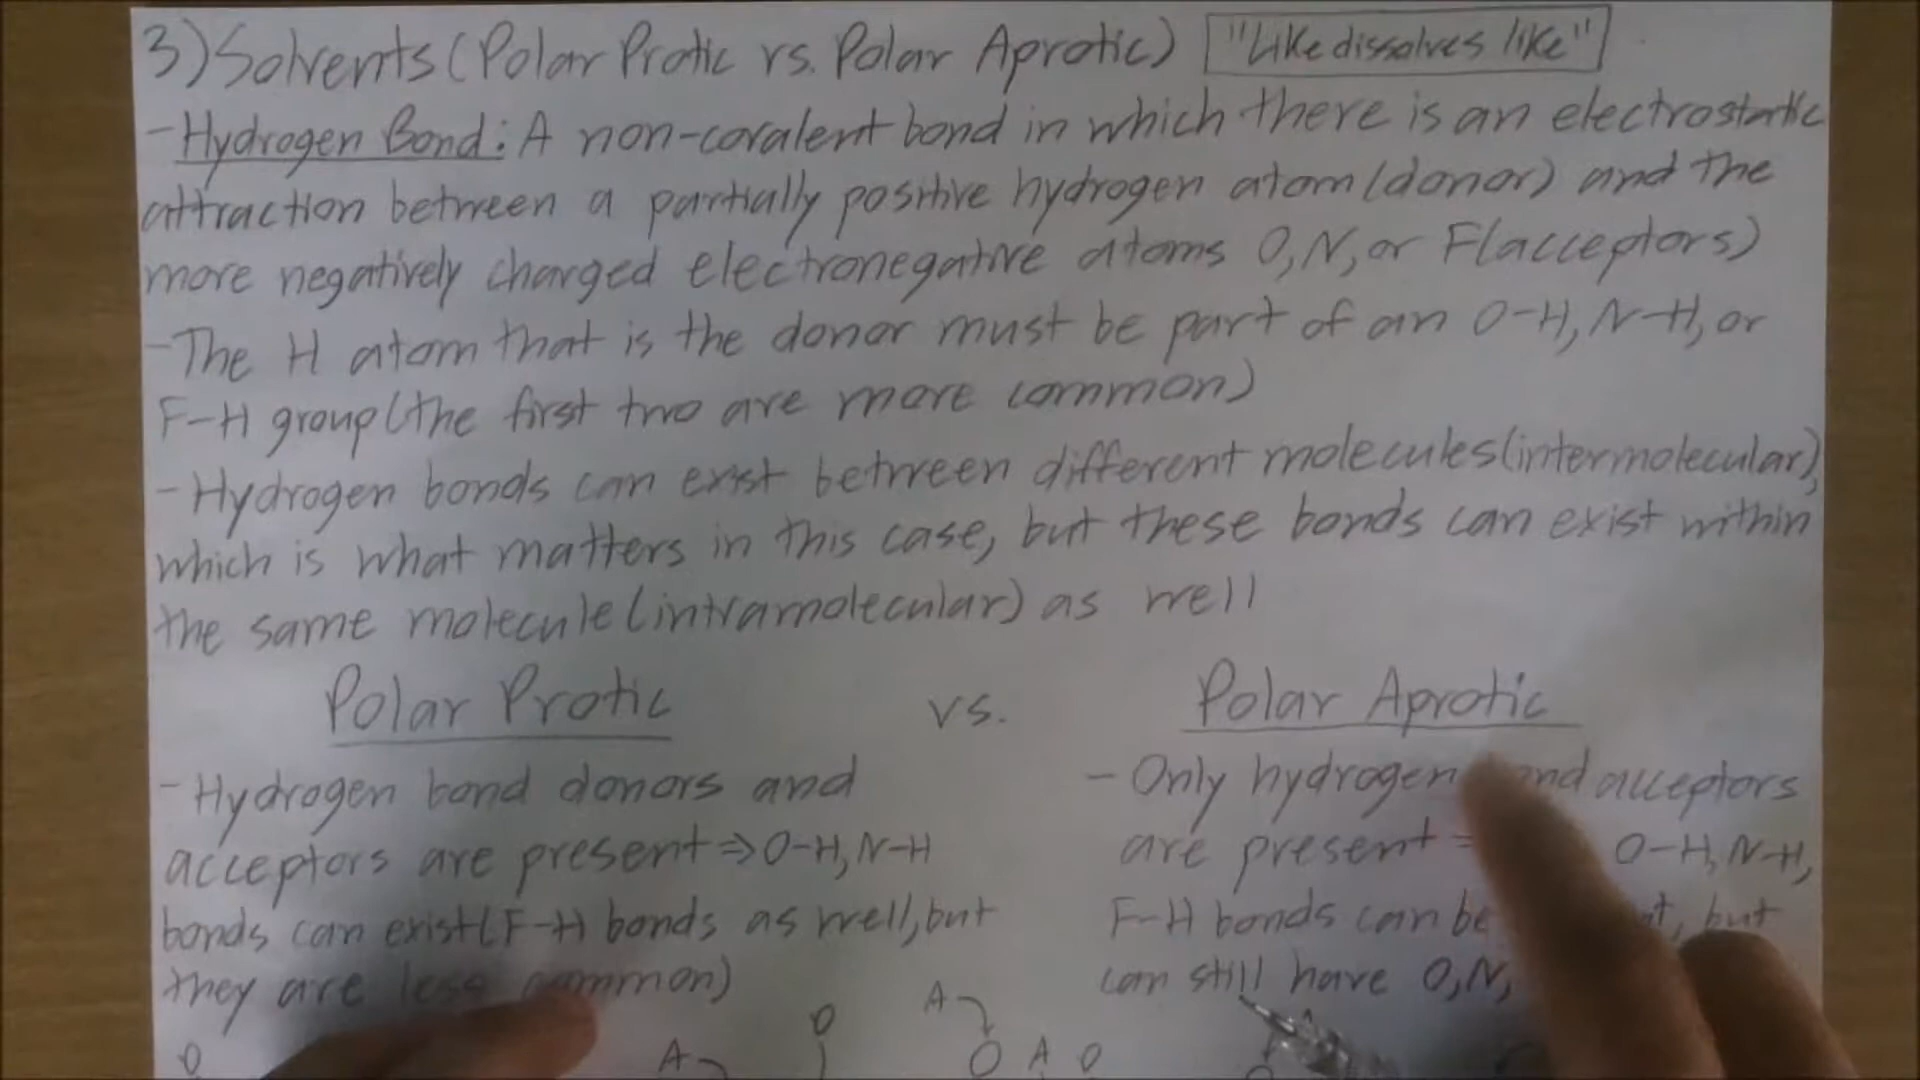 3) Solvents (Polar Protic vs. Polar Aprotic) "Like dissolves like"
- Hydrogen Bond: A non-covalent bond in which there is an electrostatic
attraction between a partially positive hydrogen atom (donor) and the
more negatively charged electronegative atoms O, N, or F (acceptors)
- The H atom that is the donor must be part of an O-H, N-H, or
F-H group (the first two are more common)
- Hydrogen bonds can exist between different molecules (intermolecular),
which is what matters in this case, but these bonds can exist within
the same molecule (intramolecular) as well
Polar Protic vs. Polar Aprotic
- Hydrogen bond donors and
acceptors are present ⇒ O-H, N-H
bonds can exist (F-H bonds as well, but
they are less common)
- Only hydrogen acceptors
are present O-H, N-H,
F-H bonds can be but
can still have O, N,
A
O
A
O A